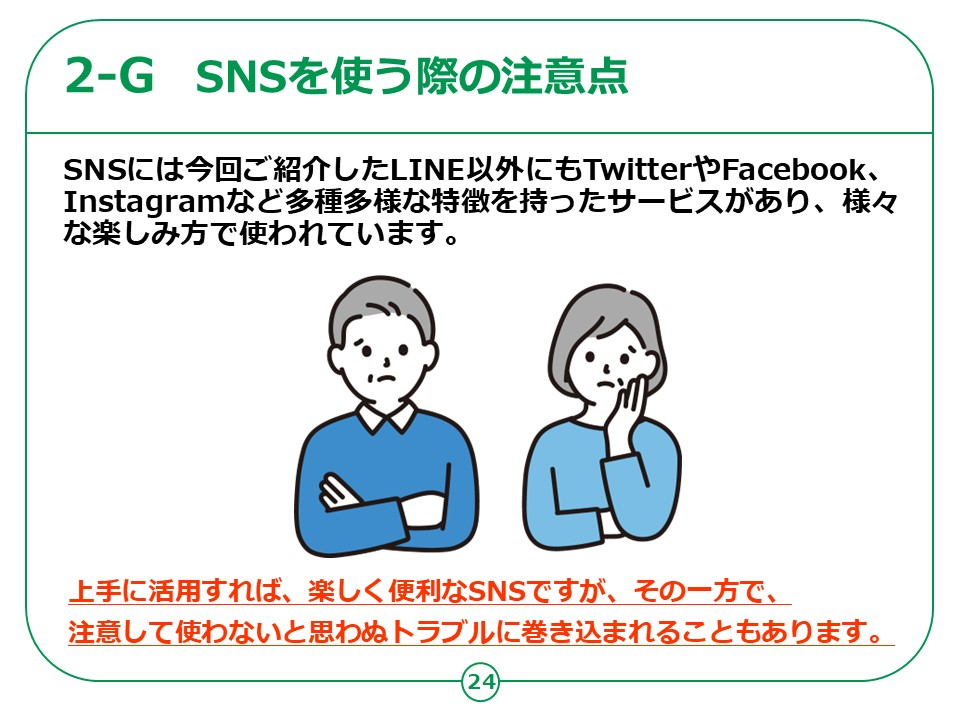 2-G SNSを使う際の注意点
SNSには今回ご紹介したLINE以外にもTwitterやFacebook、
Instagramなど多種多様な特徴を持ったサービスがあり、様々
な楽しみ方で使われています。
上手に活用すれば、楽しく便利なSNSですが、その一方で、
注意して使わないと思わぬトラブルに巻き込まれることもあります。
24